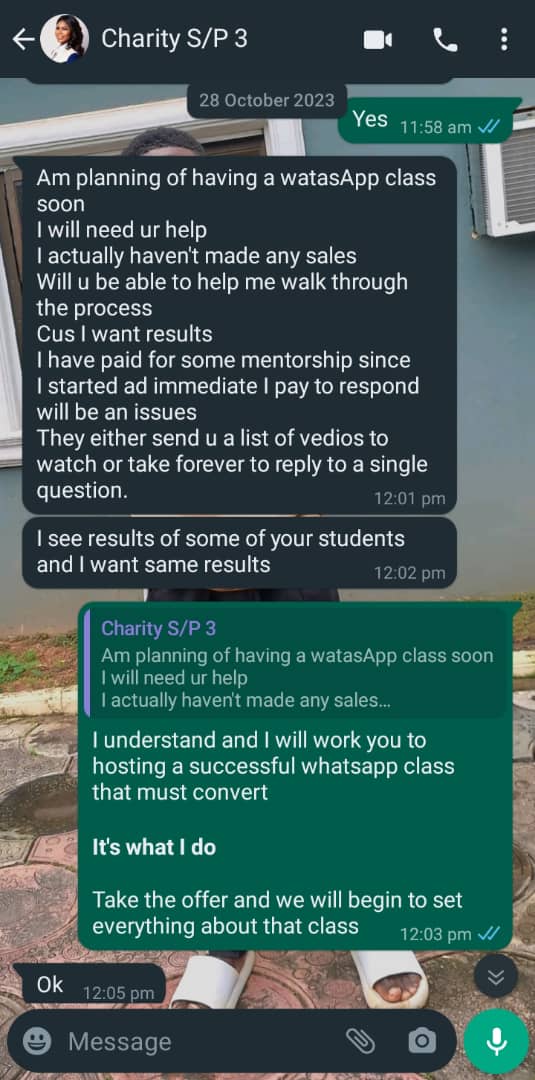 Charity S/P 3
28 October 2023
Yes 11:58 am
Am planning of having a watasApp class
soon
I will need ur help
I actually haven't made any sales
Will u be able to help me walk through
the process
Cus I want results
I have paid for some mentorship since
I started ad immediate I pay to respond
will be an issues
They either send u a list of vedios to
watch or take forever to reply to a single
question. 12:01 pm
I see results of some of your students
and I want same results 12:02 pm
Charity S/P 3
Am planning of having a watasApp class soon
I will need ur help
I actually haven't made any sales...
I understand and I will work you to
hosting a successful whatsapp class
that must convert
It's what I do
Take the offer and we will begin to set
everything about that class 12:03 pm
Ok 12:05 pm
Message